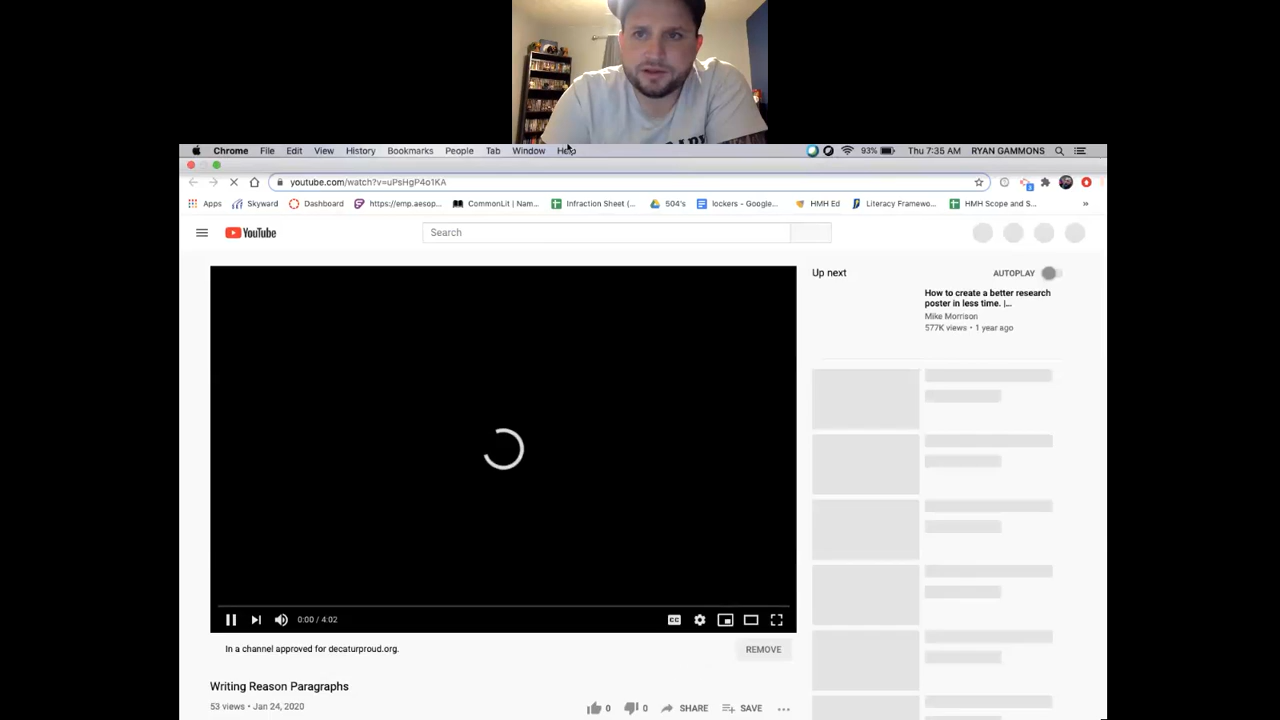 Chrome File Edit View History Bookmarks People Tab Window Help 93% Thu 7:35 AM RYAN GAMMONS
youtube.com/watch?v=uPsHgP4o1KA
Apps Skyward Dashboard https://emp.aesop... CommonLit | Nam... Infraction Sheet (... 504's lockers - Google... HMH Ed Literacy Framewo... HMH Scope and S... »
YouTube Search
Up next AUTOPLAY
How to create a better research
poster in less time. |...
Mike Morrison
577K views • 1 year ago
0:00 / 4:02 CC
In a channel approved for decaturproud.org. REMOVE
Writing Reason Paragraphs
53 views • Jan 24, 2020 0 0 SHARE SAVE ...